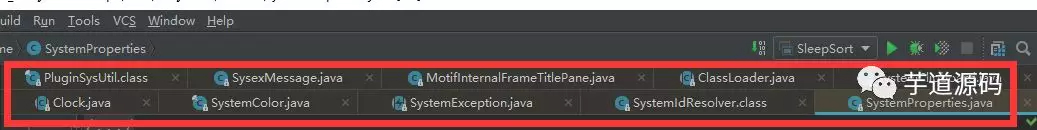 uild Run Tools VCS Window Help
me SystemProperties SleepSort
PluginSysUtil.class SysexMessage.java MotifInternalFrameTitlePane.java ClassLoader.java
Clock.java SystemColor.java SystemException.java SystemIdResolver.class SystemProperties.java
芋道源码